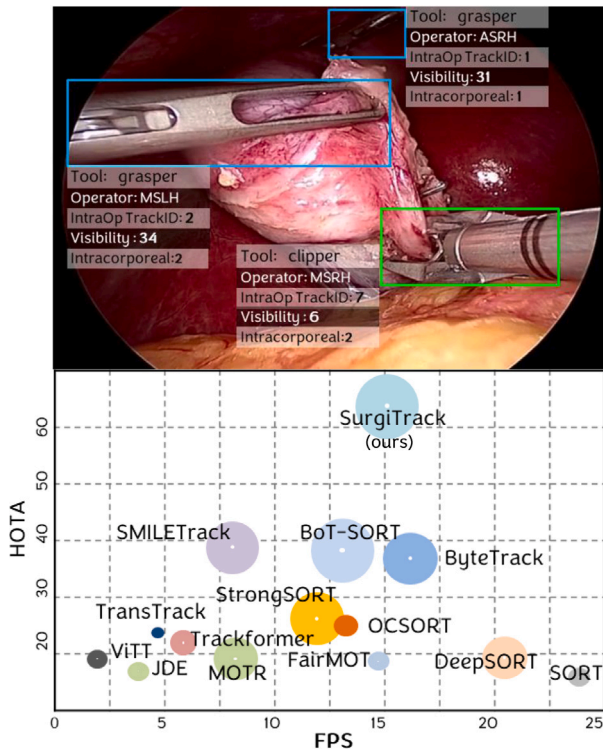 Tool: grasper
Operator: ASRH
IntraOp TrackID: 1
Visibility: 31
Intracorporeal: 1
Tool: grasper
Operator: MSLH
IntraOp TrackID: 2
Visibility: 34
Intracorporeal: 2
Tool: clipper
Operator: MSRH
IntraOp TrackID: 7
Visibility: 6
Intracorporeal: 2
SurgiTrack
(ours)
60
50
HOTA
40
SMILETrack
BoT-SORT
ByteTrack
30
StrongSORT
TransTrack
OCSORT
Trackformer
20
ViTT
JDE
MOTR
FairMOT
DeepSORT
SORT
0
5
10
15
20
25
FPS